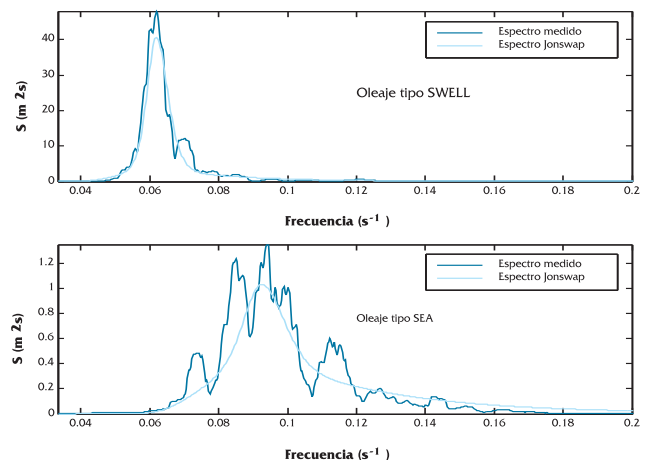 S (m 2s)
40
30
20
10
0
Espectro medido
Espectro Jonswap
Oleaje tipo SWELL
0.04 0.06 0.08 0.1 0.12 0.14 0.16 0.18 0.2
Frecuencia (s-1 )
S (m 2s)
1.2
1
0.8
0.6
0.4
0.2
0
Espectro medido
Espectro Jonswap
Oleaje tipo SEA
0.04 0.06 0.08 0.1 0.12 0.14 0.16 0.18 0.2
Frecuencia (s-1 )